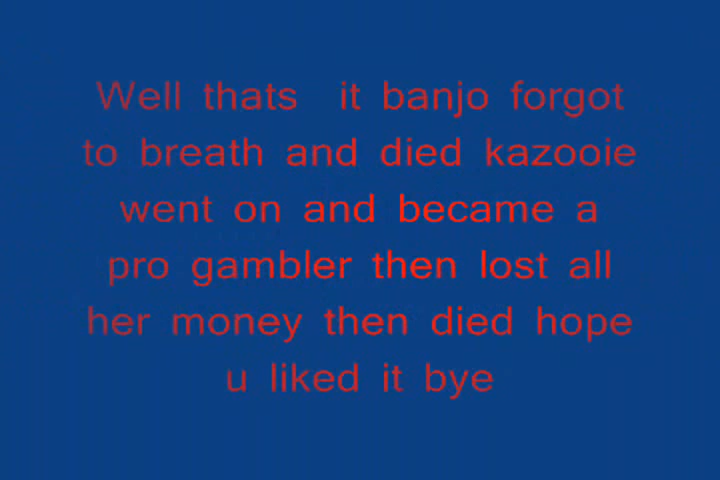 Well thats it banjo forgot
to breath and died kazooie
went on and became a
pro gambler then lost all
her money then died hope
u liked it bye